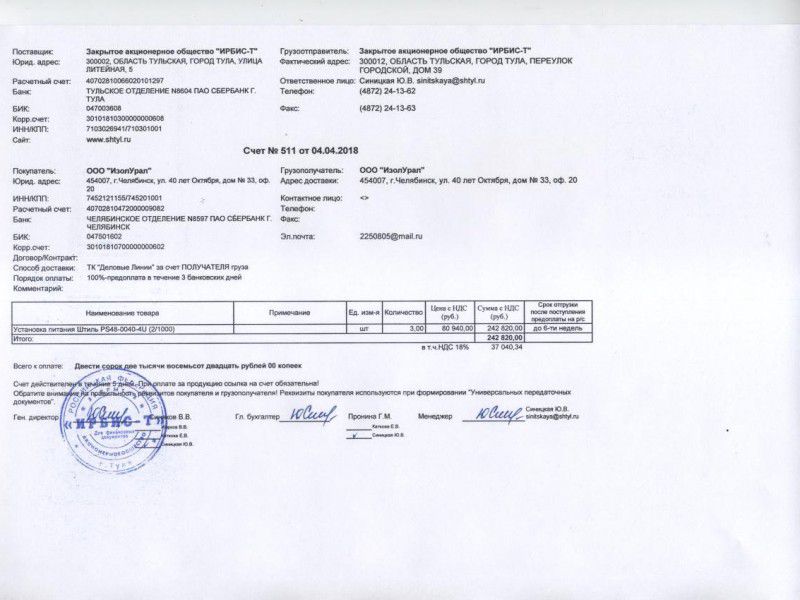 Поставщик: Закрытое акционерное общество "ИРБИС-Т" Грузоотправитель: Закрытое акционерное общество "ИРБИС-Т"
Юрид. адрес: 300002, ОБЛАСТЬ ТУЛЬСКАЯ, ГОРОД ТУЛА, УЛИЦА ЛИТЕЙНАЯ, 5 Фактический адрес: 300012, ОБЛАСТЬ ТУЛЬСКАЯ, ГОРОД ТУЛА, ПЕРЕУЛОК ГОРОДСКОЙ, ДОМ 39
Расчетный счет: 40702810066020101297 Ответственное лицо: Синицкая Ю.В. sinitskaya@shtyl.ru
Банк: ТУЛЬСКОЕ ОТДЕЛЕНИЕ N8604 ПАО СБЕРБАНК Г. ТУЛА Телефон: (4872) 24-13-62
БИК: 047003608 Факс: (4872) 24-13-63
Корр.счет: 30101810300000000608
ИНН/КПП: 7103026941/710301001
Сайт: www.shtyl.ru
Счет № 511 от 04.04.2018
Покупатель: ООО "ИзолУрал" Грузополучатель: ООО "ИзолУрал"
Юрид. адрес: 454007, г.Челябинск, ул. 40 лет Октября, дом № 33, оф. 20 Адрес доставки: 454007, г.Челябинск, ул. 40 лет Октября, дом № 33, оф. 20
ИНН/КПП: 7452121155/745201001 Контактное лицо: <>
Расчетный счет: 40702810472000009082 Телефон:
Банк: ЧЕЛЯБИНСКОЕ ОТДЕЛЕНИЕ N8597 ПАО СБЕРБАНК Г. ЧЕЛЯБИНСК Факс:
БИК: 047501602 Эл.почта: 2250805@mail.ru
Корр.счет: 30101810700000000602
Договор/Контракт:
Способ доставки: ТК "Деловые Линии" за счет ПОЛУЧАТЕЛЯ груза
Порядок оплаты: 100%-предоплата в течение 3 банковских дней
Комментарий:
Наименование товара Примечание Ед. изм-я Количество Цена с НДС (руб.) Сумма с НДС (руб.) Срок отгрузки после поступления предоплаты на р/с
Установка питания Штиль PS48-0040-4U (2/1000) шт 3,00 80 940,00 242 820,00 до 6-ти недель
Итого: 242 820,00
в т.ч.НДС 18% 37 040,34
Всего к оплате: Двести сорок две тысячи восемьсот двадцать рублей 00 копеек
Счет действителен в течение 5 дней. При оплате за продукцию ссылка на счет обязательна!
Обратите внимание на правильность реквизитов покупателя и грузополучателя! Реквизиты покупателя используются при формировании "Универсальных передаточных
документов".
Ген. директор В.В. Гл. бухгалтер Пронина Г.М. Менеджер Синицкая Ю.В.
sinitskaya@shtyl.ru
В.В. Каткова Е.В.
Каткова Е.В. Синицкая Ю.В.
Синицкая Ю.В.
«ИРБИС-Т»
Для финансовых документов
г. Тула